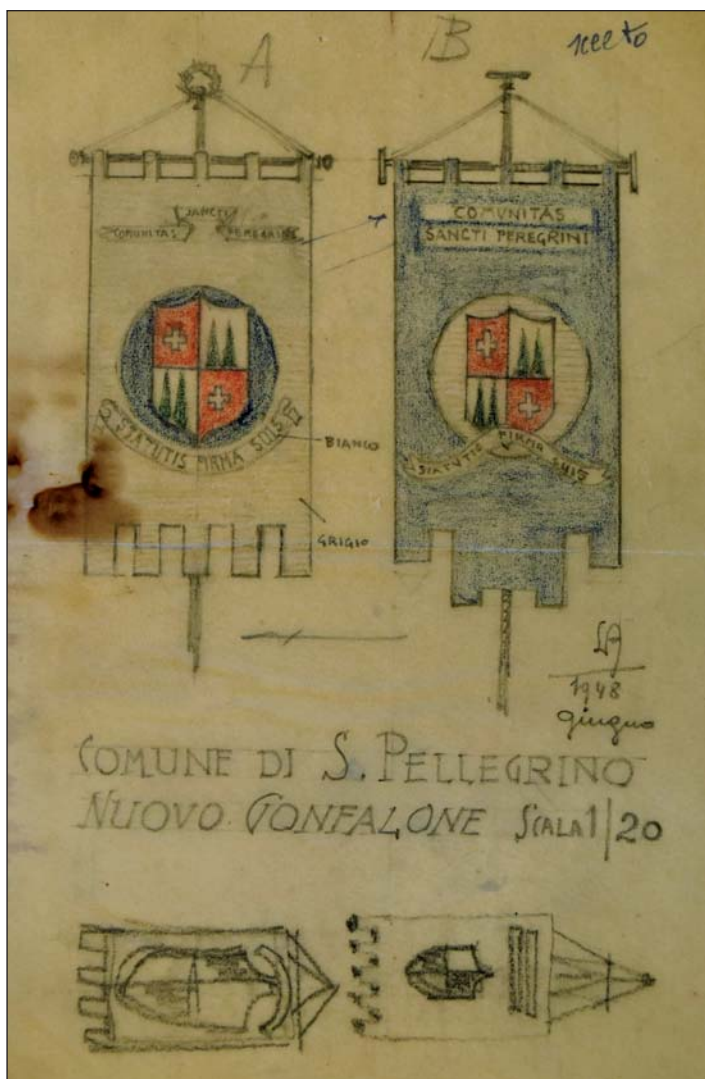 A
B
SANCTI
COMUNITAS PEREGRINI
COMUNITAS
SANCTI PEREGRINI
STATUTIS FIRMA SUIS
BIANCO
STATUTIS FIRMA SUIS
GRIGIO
LA
1948
giugno
COMUNE DI S. PELLEGRINO
NUOVO GONFALONE SCALA 1/20